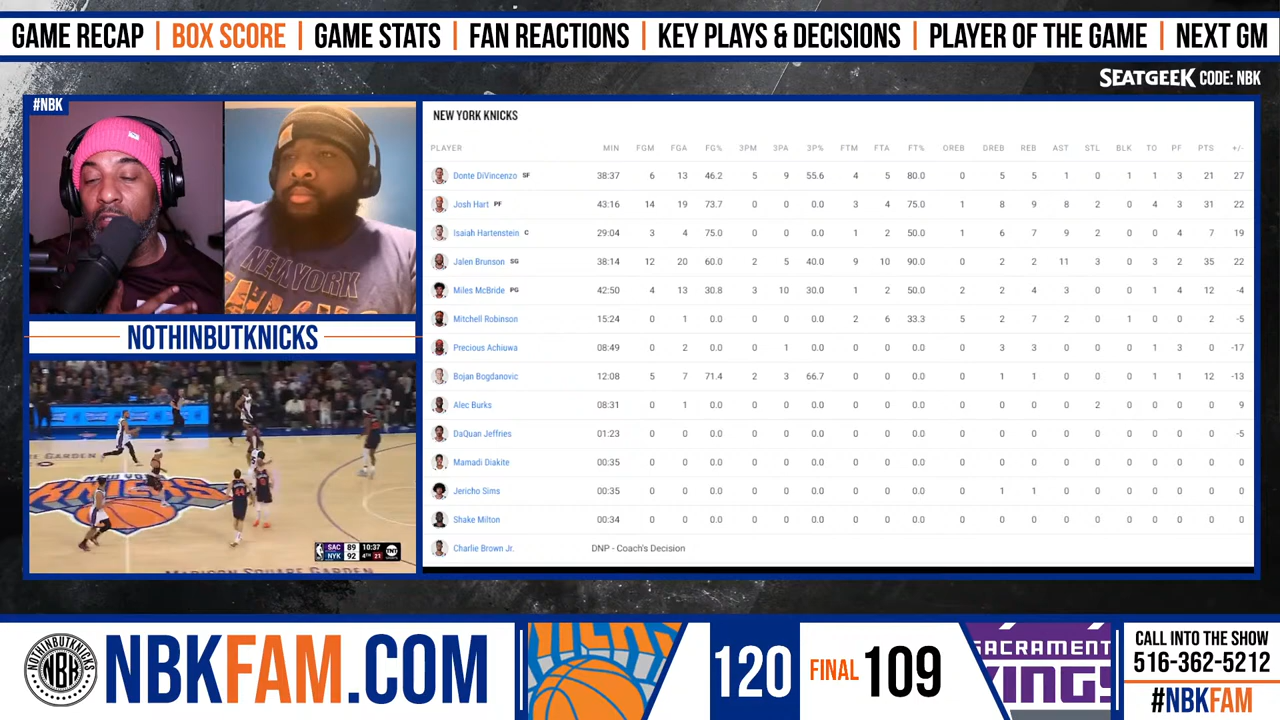 GAME RECAP | BOX SCORE | GAME STATS | FAN REACTIONS | KEY PLAYS & DECISIONS | PLAYER OF THE GAME | NEXT GM
SEATGEEK CODE: NBK
#NBK
NEW YORK
NOTHINBUTKNICKS
NEW YORK
KNICKS
SAC 89 10:37
NYK 92 4TH 21
TNT
MADISON SQUARE GARDEN
NEW YORK KNICKS
PLAYER MIN FGM FGA FG% 3PM 3PA 3P% FTM FTA FT% OREB DREB REB AST STL BLK TO PF PTS +/-
Donte DiVincenzo SF 38:37 6 13 46.2 5 9 55.6 4 5 80.0 0 5 5 1 0 1 1 3 21 27
Josh Hart PF 43:16 14 19 73.7 0 0 0.0 3 4 75.0 1 8 9 8 2 0 4 3 31 22
Isaiah Hartenstein C 29:04 3 4 75.0 0 0 0.0 1 2 50.0 1 6 7 9 2 0 0 4 7 19
Jalen Brunson SG 38:14 12 20 60.0 2 5 40.0 9 10 90.0 0 2 2 11 3 0 3 2 35 22
Miles McBride PG 42:50 4 13 30.8 3 10 30.0 1 2 50.0 2 2 4 3 0 0 1 4 12 -4
Mitchell Robinson 15:24 0 1 0.0 0 0 0.0 2 6 33.3 5 2 7 2 0 1 0 0 2 -5
Precious Achiuwa 08:49 0 2 0.0 0 1 0.0 0 0 0.0 0 3 3 0 0 0 1 3 0 -17
Bojan Bogdanovic 12:08 5 7 71.4 2 3 66.7 0 0 0.0 0 1 1 0 0 0 1 1 12 -13
Alec Burks 08:31 0 1 0.0 0 0 0.0 0 0 0.0 0 0 0 0 2 0 0 0 0 9
DaQuan Jeffries 01:23 0 0 0.0 0 0 0.0 0 0 0.0 0 0 0 0 0 0 0 0 0 -5
Mamadi Diakite 00:35 0 0 0.0 0 0 0.0 0 0 0.0 0 0 0 0 0 0 0 0 0 0
Jericho Sims 00:35 0 0 0.0 0 0 0.0 0 0 0.0 0 1 1 0 0 0 0 0 0 0
Shake Milton 00:34 0 0 0.0 0 0 0.0 0 0 0.0 0 0 0 0 0 0 0 0 0 0
Charlie Brown Jr. DNP - Coach's Decision
NOTHINBUTKNICKS
NBK
NBKFAM.COM
120 FINAL 109
SACRAMENTO
KINGS
CALL INTO THE SHOW
516-362-5212
#NBKFAM